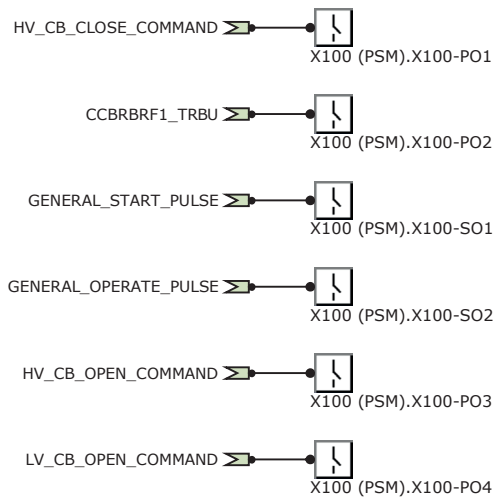 HV_CB_CLOSE_COMMAND
X100 (PSM).X100-PO1
CCBRBRF1_TRBU
X100 (PSM).X100-PO2
GENERAL_START_PULSE
X100 (PSM).X100-SO1
GENERAL_OPERATE_PULSE
X100 (PSM).X100-SO2
HV_CB_OPEN_COMMAND
X100 (PSM).X100-PO3
LV_CB_OPEN_COMMAND
X100 (PSM).X100-PO4